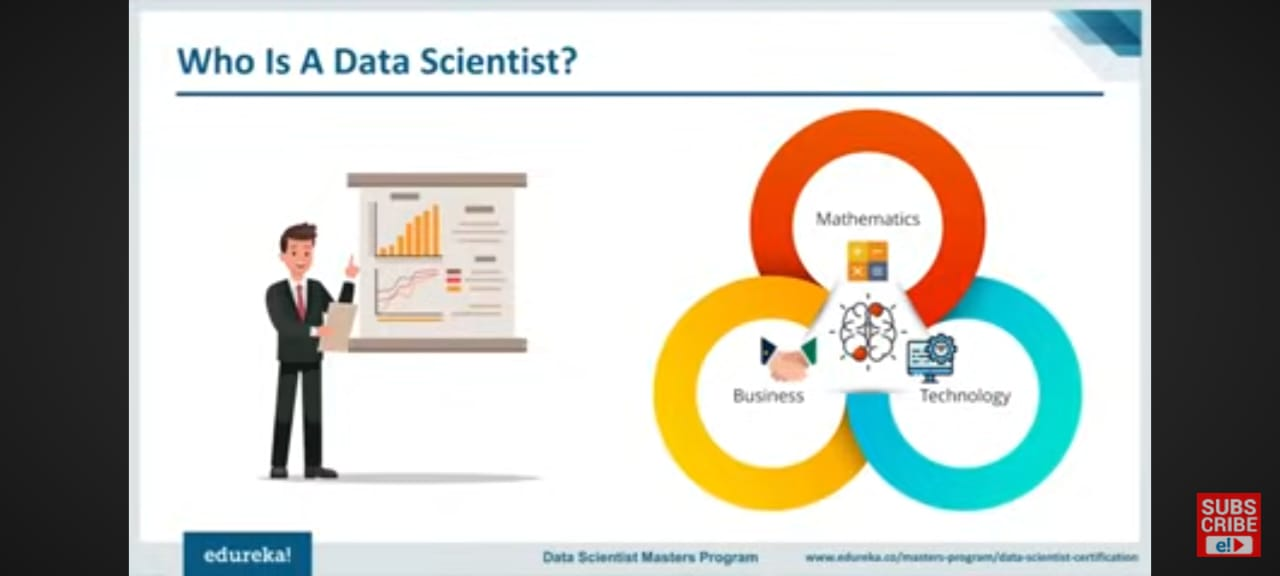 Who Is A Data Scientist?
Mathematics
Business
Technology
edureka!
Data Scientist Masters Program
www.edureka.co/masters-program/data-scientist-certification
SUBS
CRIBE
e!